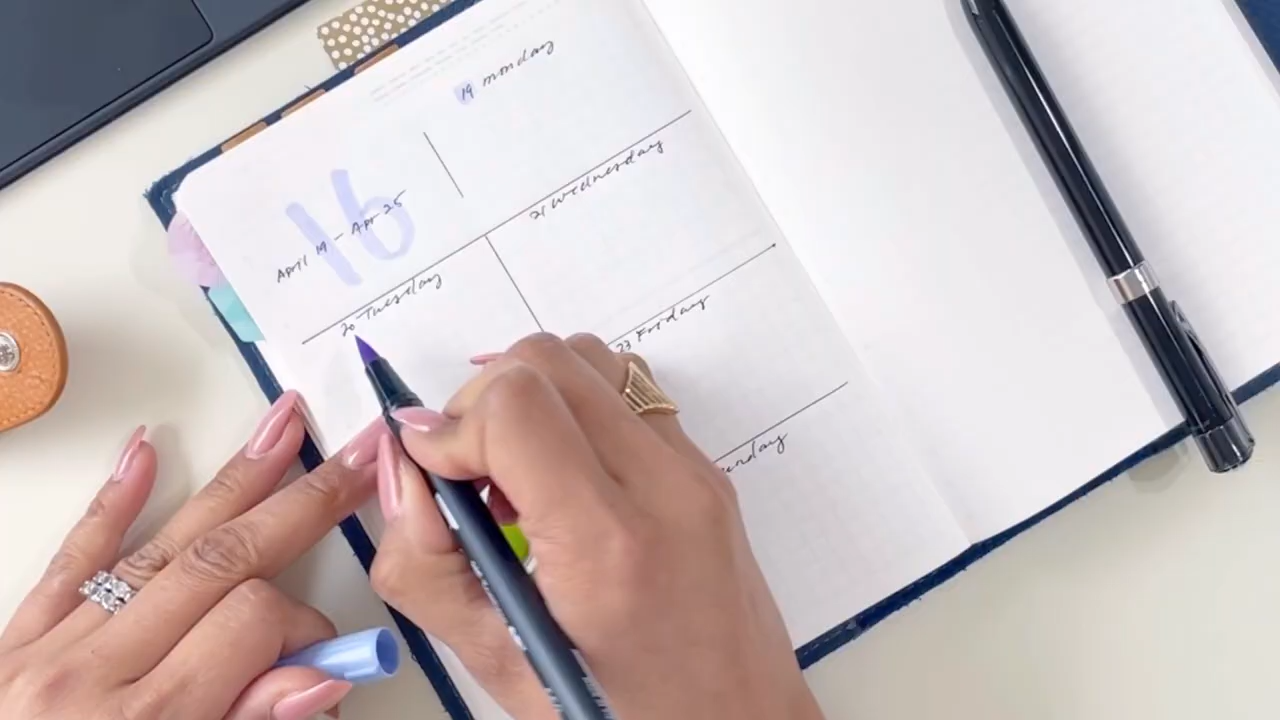 19 monday
16
April 19 - Apr 25
21 Wednesday
20 Tuesday
23 Friday